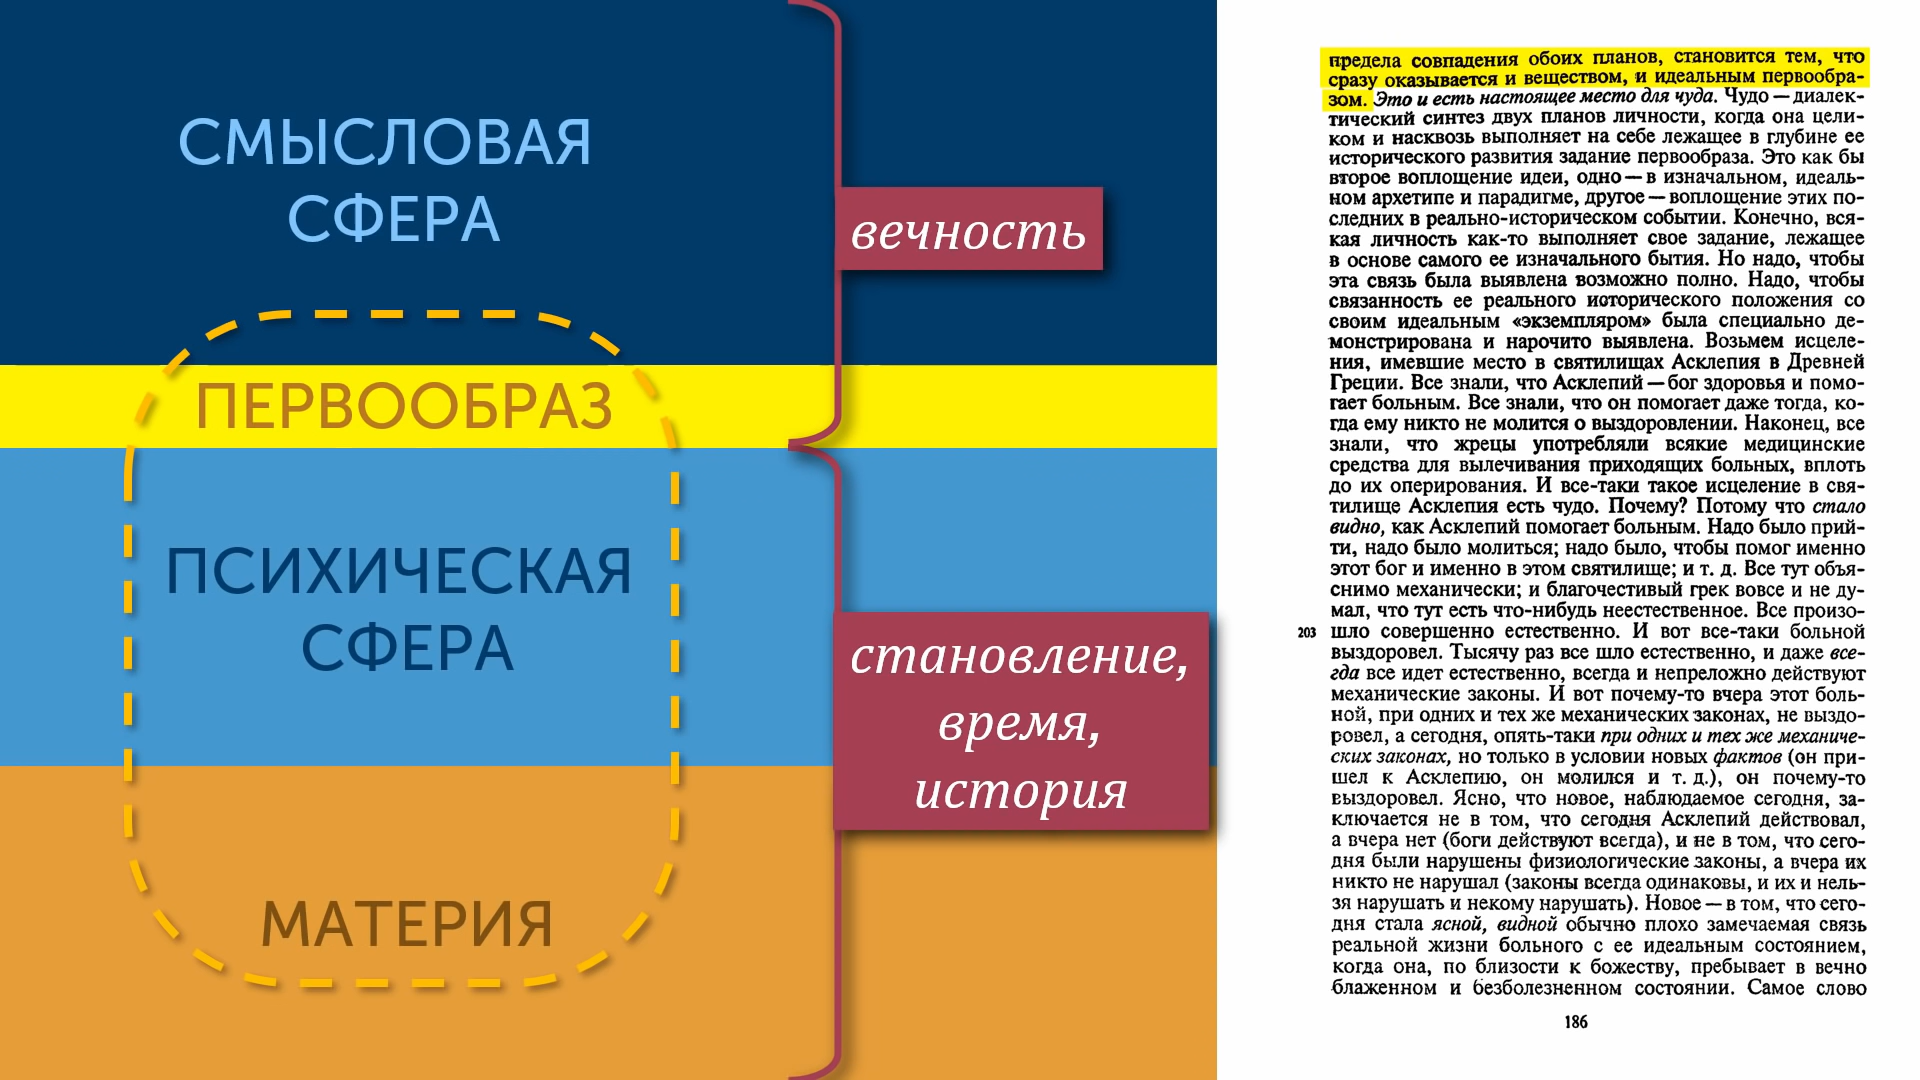 СМЫСЛОВАЯ
СФЕРА
ПЕРВООБРАЗ
ПСИХИЧЕСКАЯ
СФЕРА
МАТЕРИЯ
вечность
становление,
время,
история
предела совпадения обоих планов, становится тем, что
сразу оказывается и веществом, и идеальным первообра-
зом. Это и есть настоящее место для чуда. Чудо — диалек-
тический синтез двух планов личности, когда она цели-
ком и насквозь выполняет на себе лежащее в глубине ее
исторического развития задание первообраза. Это как бы
второе воплощение идеи, одно — в изначальном, идеаль-
ном архетипе и парадигме, другое — воплощение этих по-
следних в реально-историческом событии. Конечно, вся-
кая личность как-то выполняет свое задание, лежащее
в основе самого ее изначального бытия. Но надо, чтобы
эта связь была выявлена возможно полно. Надо, чтобы
связанность ее реального исторического положения со
своим идеальным «экземпляром» была специально де-
монстрирована и нарочито выявлена. Возьмем исцеле-
ния, имевшие место в святилищах Асклепия в Древней
Греции. Все знали, что Асклепий — бог здоровья и помо-
гает больным. Все знали, что он помогает даже тогда, ко-
гда ему никто не молится о выздоровлении. Наконец, все
знали, что жрецы употребляли всякие медицинские
средства для вылечивания приходящих больных, вплоть
до их оперирования. И все-таки такое исцеление в свя-
тилище Асклепия есть чудо. Почему? Потому что стало
видно, как Асклепий помогает больным. Надо было прий-
ти, надо было молиться; надо было, чтобы помог именно
этот бог и именно в этом святилище; и т. д. Все тут объя-
снимо механически; и благочестивый грек вовсе и не ду-
мал, что тут есть что-нибудь неестественное. Все произо-
203 шло совершенно естественно. И вот все-таки больной
выздоровел. Тысячу раз все шло естественно, и даже все-
гда все идет естественно, всегда и непреложно действуют
механические законы. И вот почему-то вчера этот боль-
ной, при одних и тех же механических законах, не выздо-
ровел, а сегодня, опять-таки при одних и тех же механиче-
ских законах, но только в условии новых фактов (он при-
шел к Асклепию, он молился и т. д.), он почему-то
выздоровел. Ясно, что новое, наблюдаемое сегодня, за-
ключается не в том, что сегодня Асклепий действовал,
а вчера нет (боги действуют всегда), и не в том, что сего-
дня были нарушены физиологические законы, а вчера их
никто не нарушал (законы всегда одинаковы, и их и нель-
зя нарушать и некому нарушать). Новое — в том, что сего-
дня стала ясной, видной обычно плохо замечаемая связь
реальной жизни больного с ее идеальным состоянием,
когда она, по близости к божеству, пребывает в вечно
блаженном и безболезненном состоянии. Самое слово
186